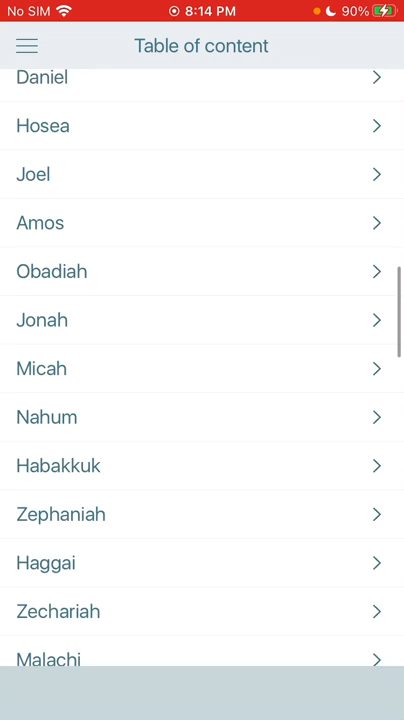 No SIM 8:14 PM 90%
Table of content
Daniel
Hosea
Joel
Amos
Obadiah
Jonah
Micah
Nahum
Habakkuk
Zephaniah
Haggai
Zechariah
Malachi